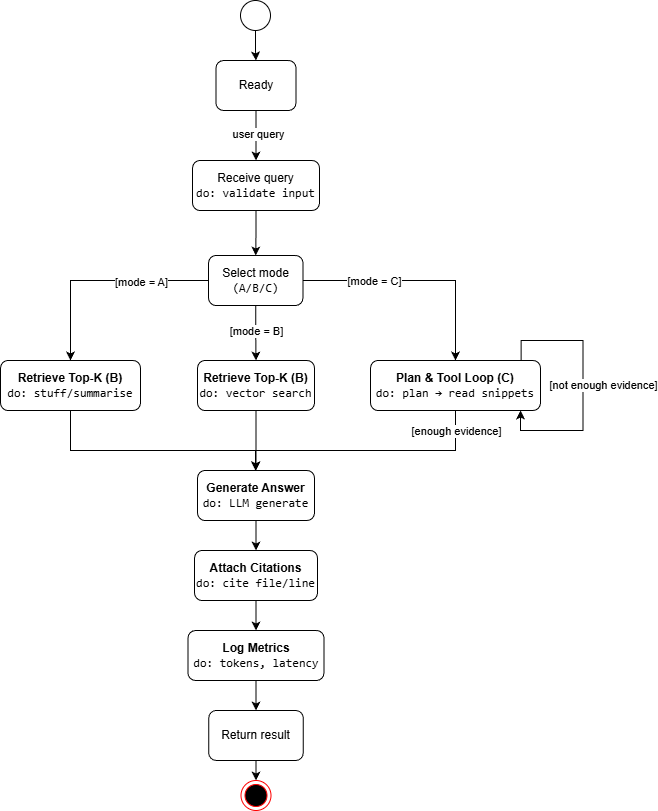 Ready
user query
Receive query
do: validate input
Select mode
(A/B/C)
[mode = A]
[mode = C]
[mode = B]
Retrieve Top-K (B)
do: stuff/summarise
Retrieve Top-K (B)
do: vector search
Plan & Tool Loop (C)
do: plan → read snippets
[not enough evidence]
[enough evidence]
Generate Answer
do: LLM generate
Attach Citations
do: cite file/line
Log Metrics
do: tokens, latency
Return result